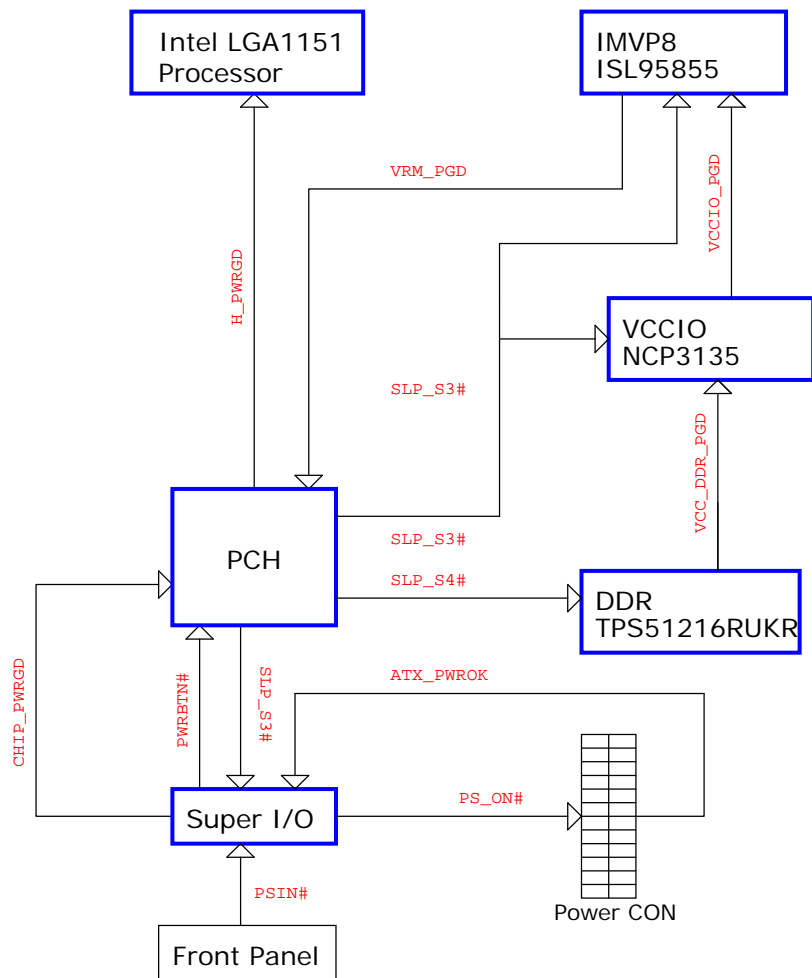 Intel LGA1151
Processor
IMVP8
ISL95855
VRM_PGD
VCCIO_PGD
H_PWRGD
VCCIO
NCP3135
SLP_S3#
VCC_DDR_PGD
PCH
SLP_S3#
SLP_S4#
DDR
TPS51216RUKR
CHIP_PWRGD
PWRBTN#
SLP_S3#
ATX_PWROK
Super I/O
PS_ON#
PSIN#
Power CON
Front Panel